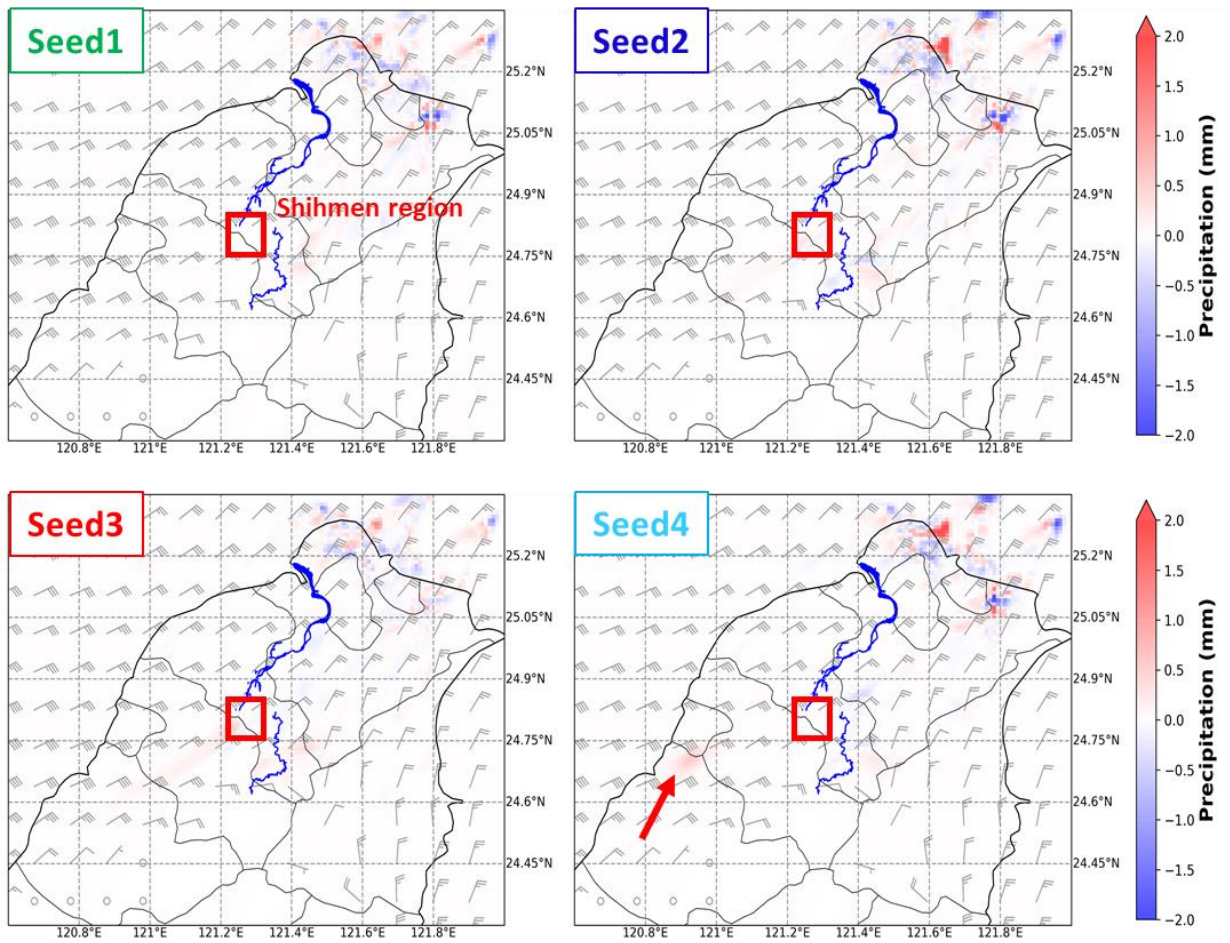 Seed1
25.2°N
25.05°N
24.9°N
Shihmen region
24.75°N
24.6°N
24.45°N
120.8°E
121°E
121.2°E
121.4°E
121.6°E
121.8°E
Seed2
25.2°N
25.05°N
24.9°N
24.75°N
24.6°N
24.45°N
120.8°E
121°E
121.2°E
121.4°E
121.6°E
121.8°E
2.0
1.5
1.0
0.5
0.0
−0.5
−1.0
−1.5
−2.0
Precipitation (mm)
Seed3
25.2°N
25.05°N
24.9°N
24.75°N
24.6°N
24.45°N
120.8°E
121°E
121.2°E
121.4°E
121.6°E
121.8°E
Seed4
25.2°N
25.05°N
24.9°N
24.75°N
24.6°N
24.45°N
120.8°E
121°E
121.2°E
121.4°E
121.6°E
121.8°E
2.0
1.5
1.0
0.5
0.0
−0.5
−1.0
−1.5
−2.0
Precipitation (mm)